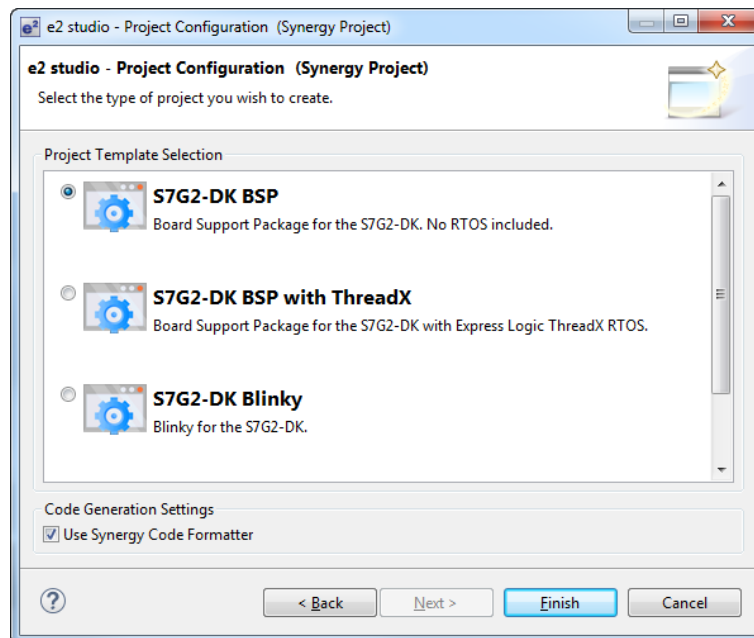 e² e2 studio - Project Configuration (Synergy Project)
e2 studio - Project Configuration (Synergy Project)
Select the type of project you wish to create.
Project Template Selection
S7G2-DK BSP
Board Support Package for the S7G2-DK. No RTOS included.
S7G2-DK BSP with ThreadX
Board Support Package for the S7G2-DK with Express Logic ThreadX RTOS.
S7G2-DK Blinky
Blinky for the S7G2-DK.
Code Generation Settings
Use Synergy Code Formatter
? < Back Next > Finish Cancel